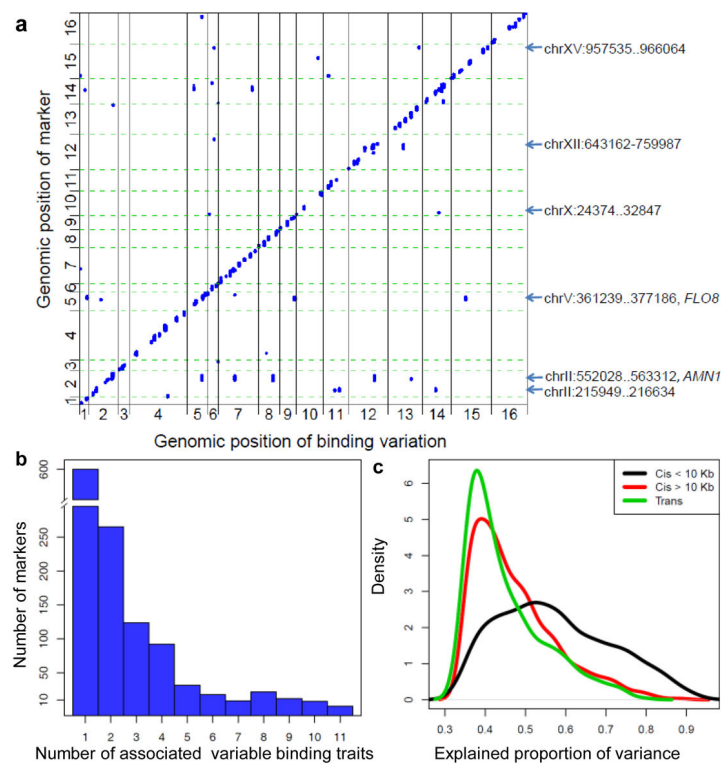 a
Genomic position of marker
16
15
14
13
12
11
10
9
8
7
6
5
4
3
2
1
chrXV:957535..966064
chrXII:643162-759987
chrX:24374..32847
chrV:361239..377186, FLO8
chrII:552028..563312, AMN1
chrII:215949..216634
1 2 3 4 5 6 7 8 9 10 11 12 13 14 15 16
Genomic position of binding variation
b
Number of markers
600
250
150
100
50
10
1 2 3 4 5 6 7 8 9 10 11
Number of associated variable binding traits
c
Density
6
5
4
3
2
1
0
Cis < 10 Kb
Cis > 10 Kb
Trans
0.3 0.4 0.5 0.6 0.7 0.8 0.9
Explained proportion of variance